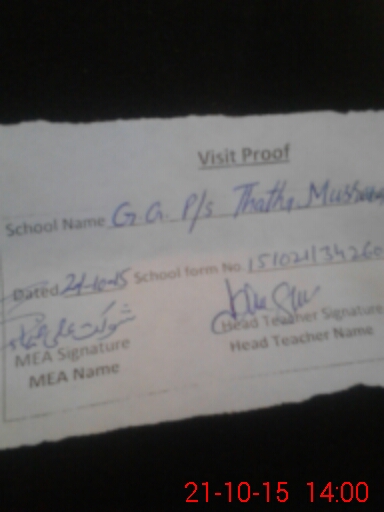 Visit Proof
School Name G.G. P/s Thatha
Dated 21-10-15 School form No. 151021134260
شوکت علی
MEA Signature Head Teacher Signature
MEA Name Head Teacher Name
21-10-15 14:00